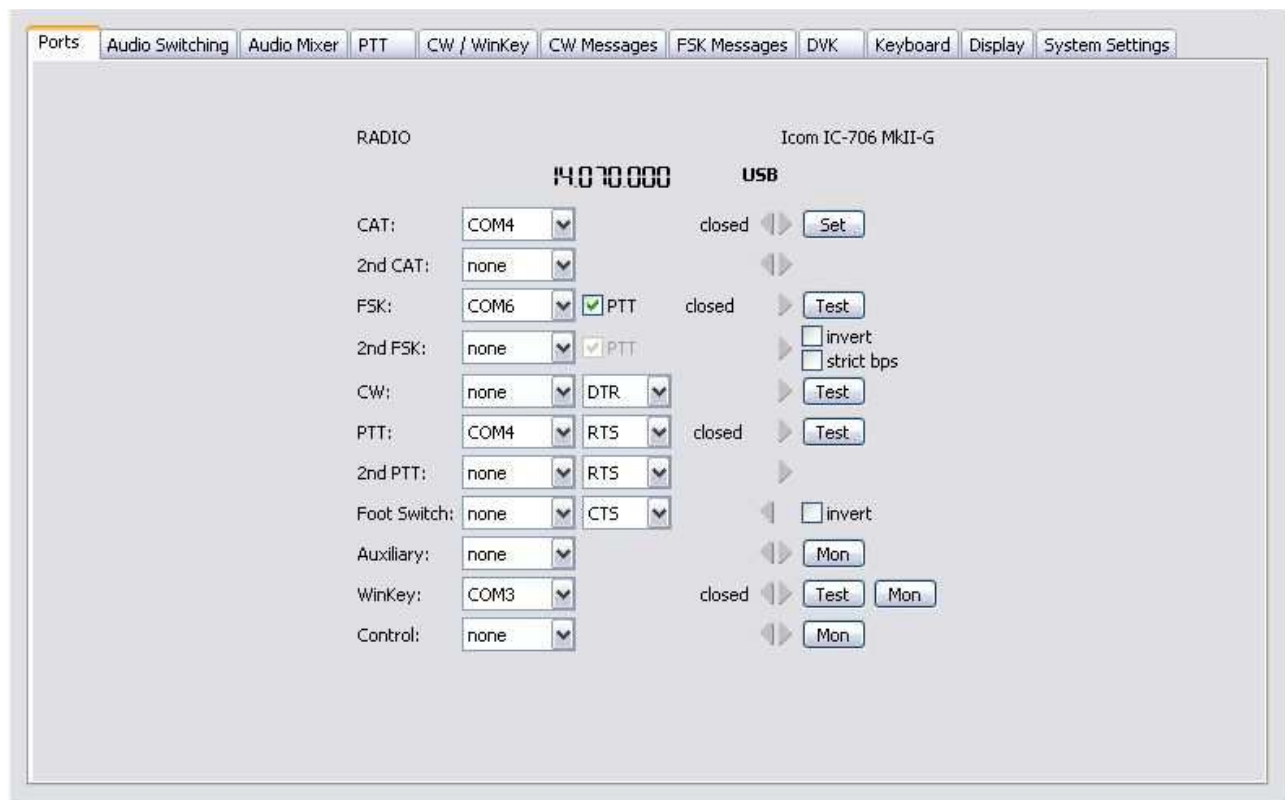 Ports Audio Switching Audio Mixer PTT CW / WinKey CW Messages FSK Messages DVK Keyboard Display System Settings
RADIO Icom IC-706 MkII-G
14.070.000 USB
CAT: COM4 closed Set
2nd CAT: none
FSK: COM6 PTT closed Test
2nd FSK: none PTT invert
strict bps
CW: none DTR Test
PTT: COM4 RTS closed Test
2nd PTT: none RTS
Foot Switch: none CTS invert
Auxiliary: none Mon
WinKey: COM3 closed Test Mon
Control: none Mon